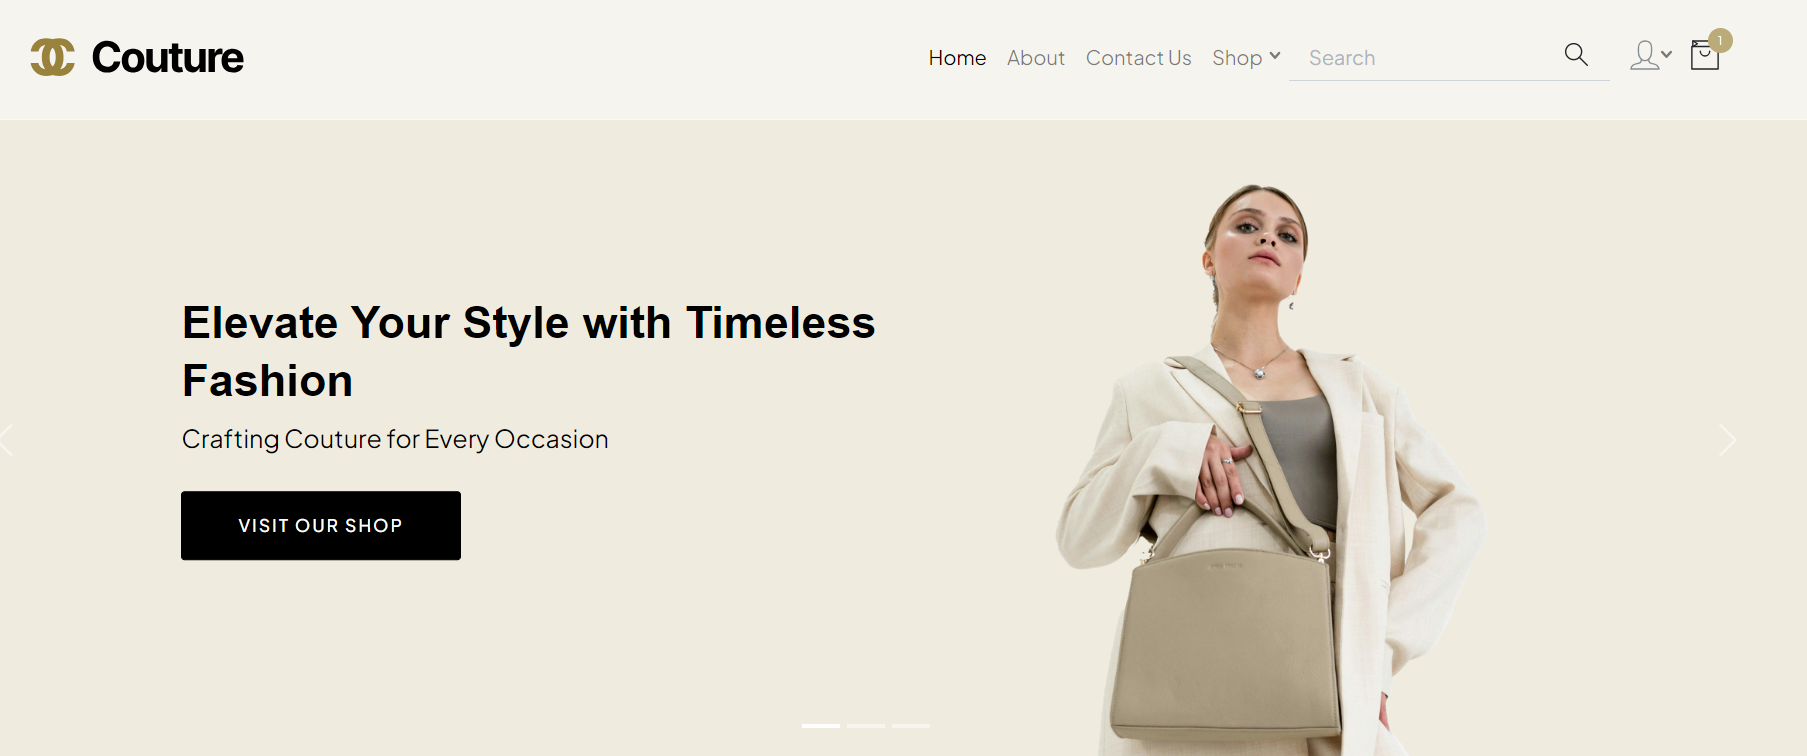 Couture
Home About Contact Us Shop Search 1
Elevate Your Style with Timeless
Fashion
Crafting Couture for Every Occasion
VISIT OUR SHOP